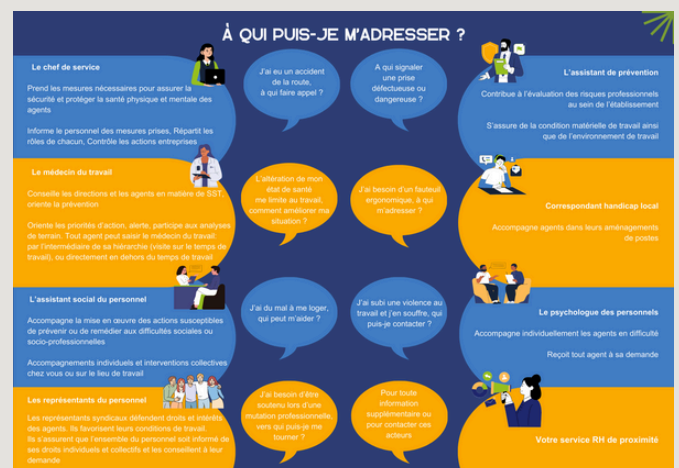 À QUI PUIS-JE M'ADRESSER ?
Le chef de service
Prend les mesures nécessaires pour assurer la
sécurité et protéger la santé physique et mentale des
agents
Informe le personnel des mesures prises, Répartit les
rôles de chacun, Contrôle les actions entreprises
J'ai eu un accident
de la route,
à qui faire appel ?
A qui signaler
une prise
défectueuse ou
dangereuse ?
L'assistant de prévention
Contribue à l'évaluation des risques professionnels
au sein de l'établissement
S'assure de la condition matérielle de travail ainsi
que de l'environnement de travail
Le médecin du travail
Conseille les directions et les agents en matière de SST,
oriente la prévention
Oriente les priorités d'action, alerte, participe aux analyses
de terrain. Tout agent peut saisir le médecin du travail:
par l'intermédiaire de sa hiérarchie (visite sur le temps de
travail), ou directement en dehors du temps de travail
L'altération de mon
état de santé
me limite au travail,
comment améliorer ma
situation ?
J'ai besoin d'un fauteuil
ergonomique, à qui
m'adresser ?
Correspondant handicap local
Accompagne agents dans leurs aménagements
de postes
L'assistant social du personnel
Accompagne la mise en œuvre des actions susceptibles
de prévenir ou de remédier aux difficultés sociales ou
socio-professionnelles
Accompagnements individuels et interventions collectives
chez vous ou sur le lieu de travail
J'ai du mal à me loger,
qui peut m'aider ?
J'ai subi une violence au
travail et j'en souffre, qui
puis-je contacter ?
Le psychologue des personnels
Accompagne individuellement les agents en difficulté
Reçoit tout agent à sa demande
Les représentants du personnel
Les représentants syndicaux défendent droits et intérêts
des agents. Ils favorisent leurs conditions de travail.
Ils s'assurent que l'ensemble du personnel soit informé de
ses droits individuels et collectifs et les conseillent à leur
demande
J'ai besoin d'être
soutenu lors d'une
mutation professionnelle,
vers qui puis-je me
tourner ?
Pour toute
information
supplémentaire ou
pour contacter ces
acteurs
Votre service RH de proximité